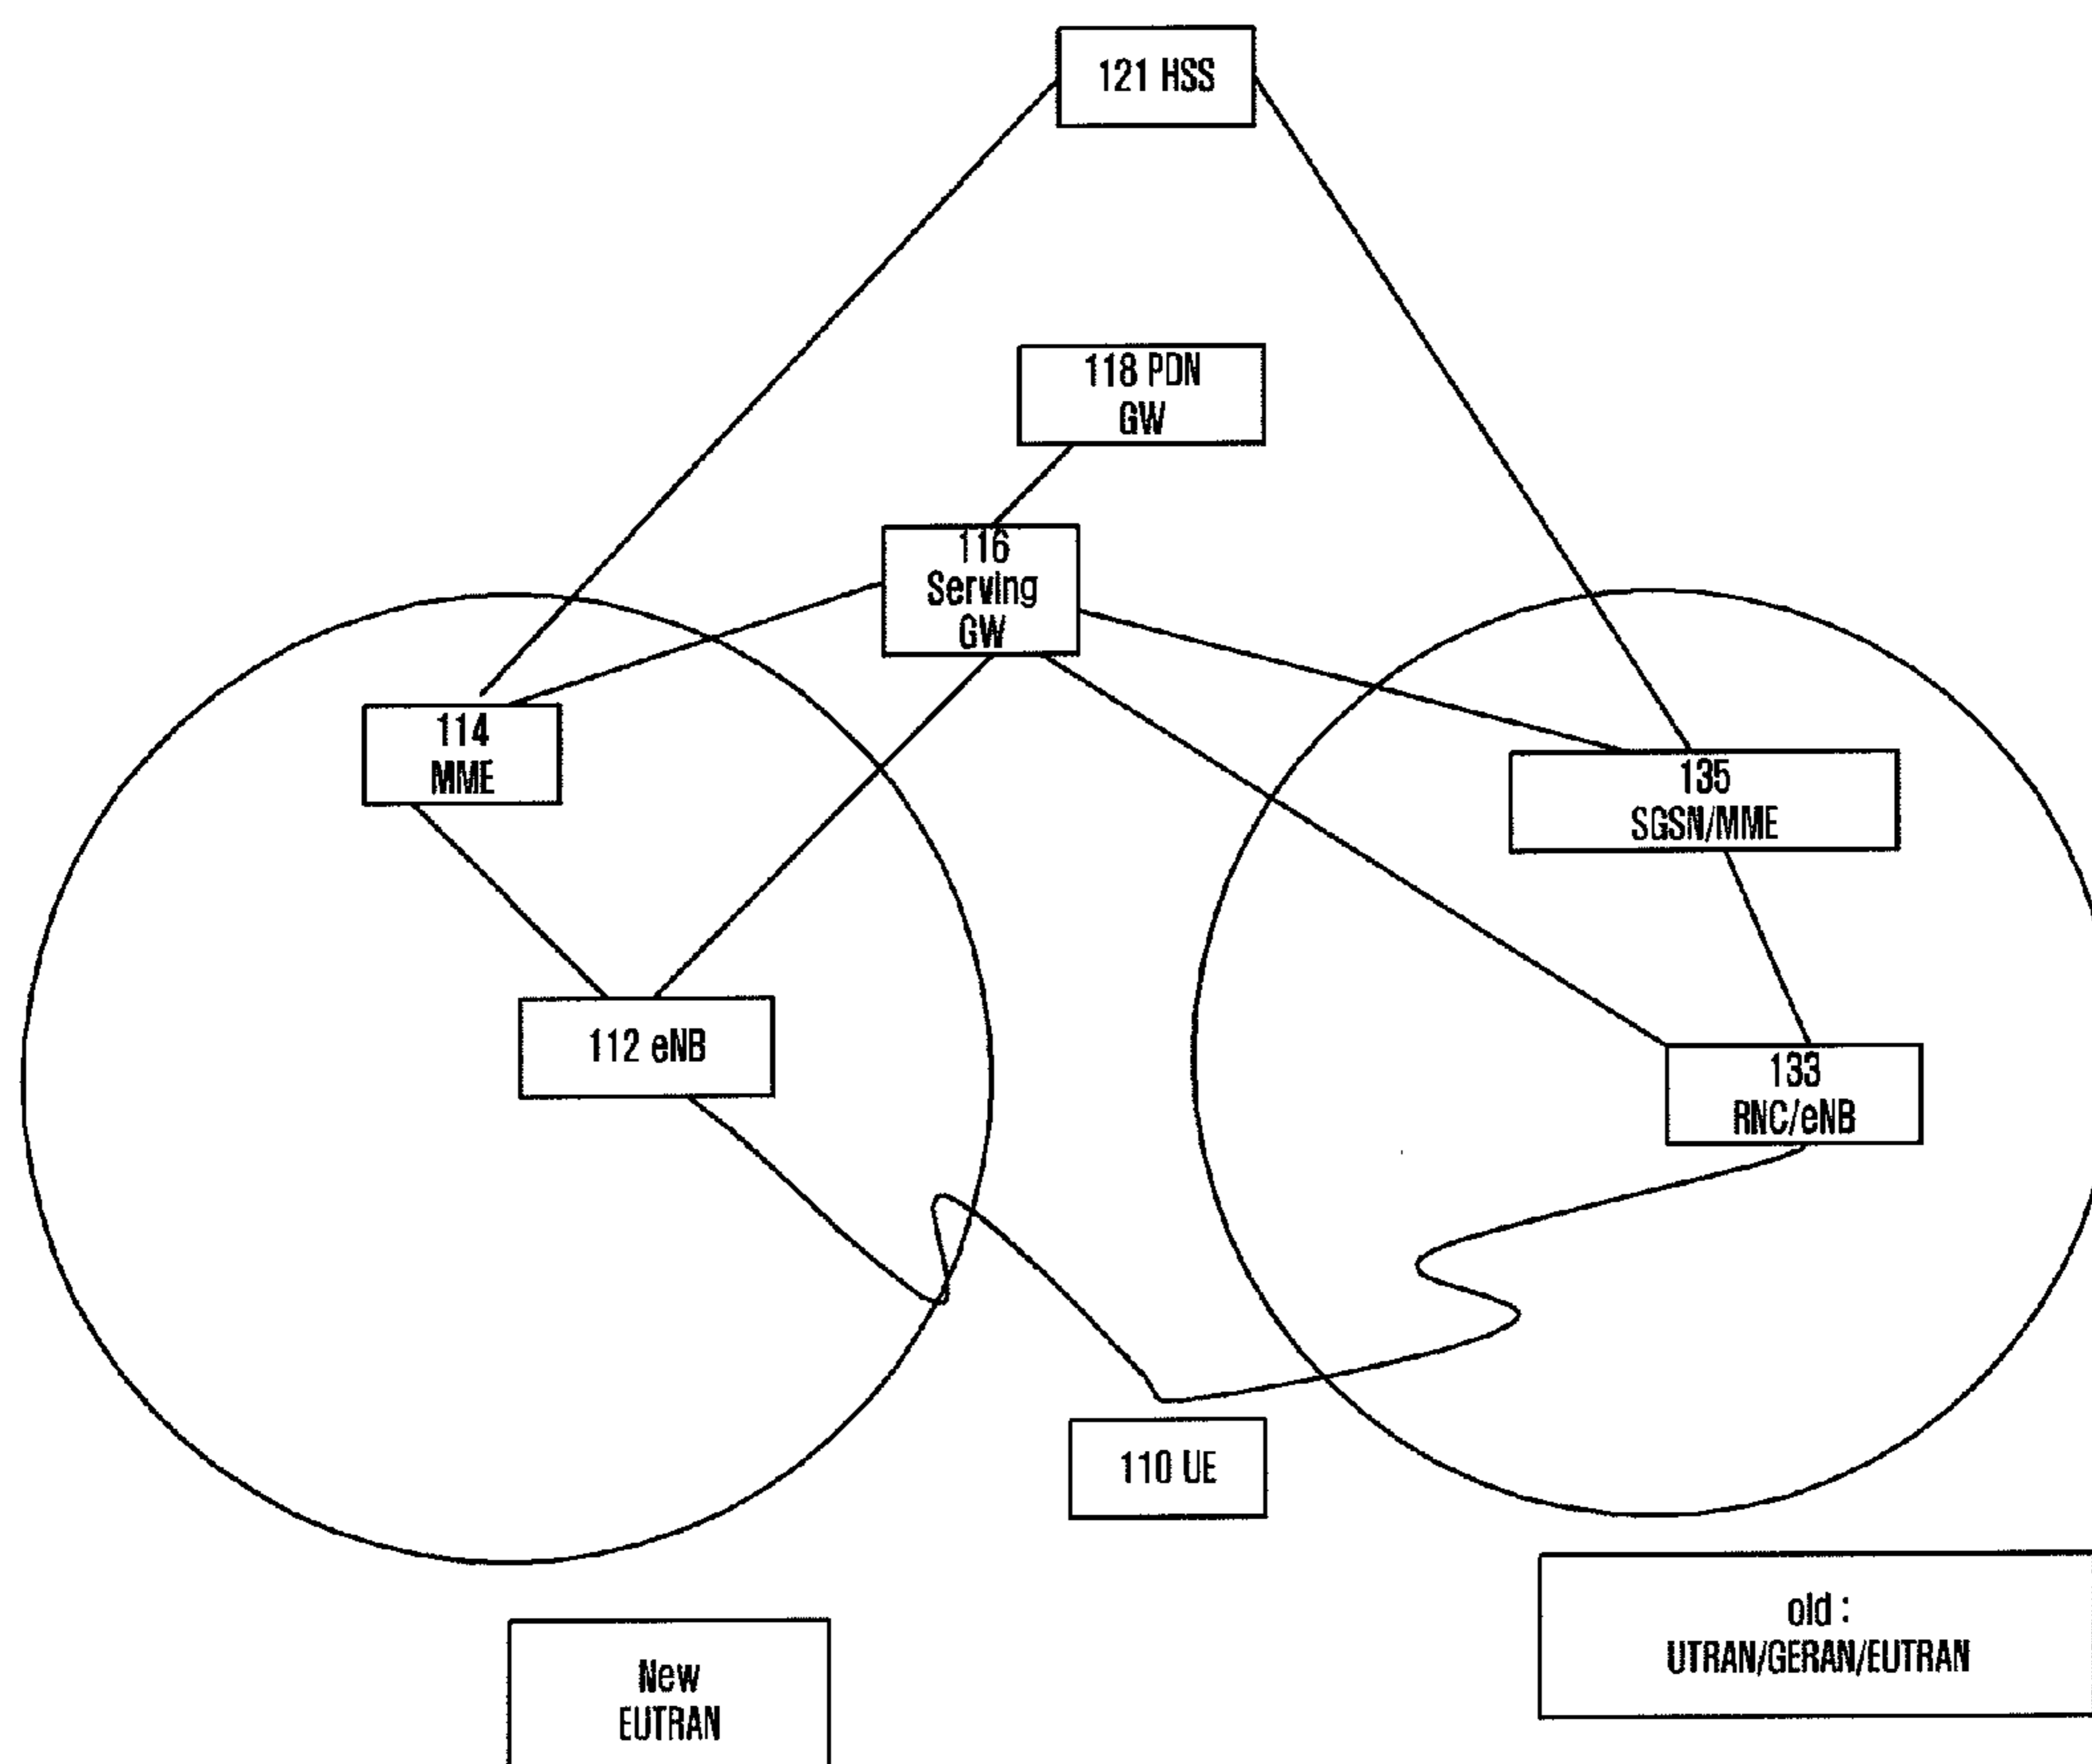 121 HSS
118 PDN
GW
116
Serving
GW
114
MME
135
SGSN/MME
112 eNB
133
RNC/eNB
110 UE
old :
UTRAN/GERAN/EUTRAN
New
EUTRAN